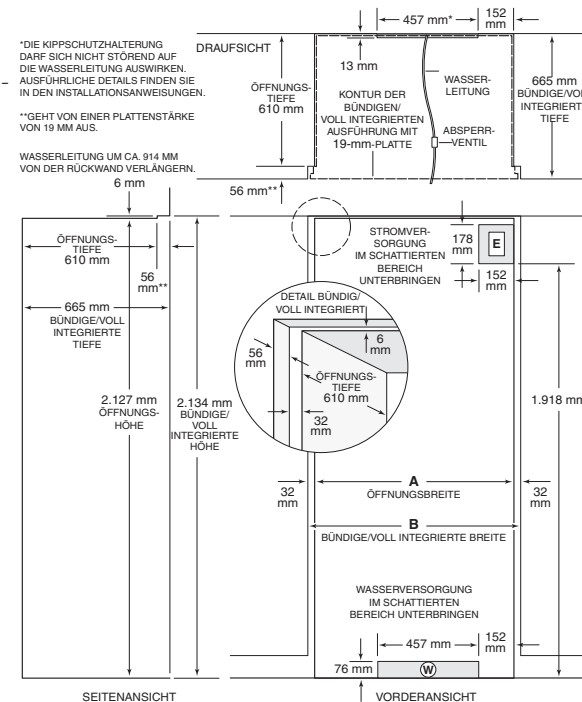 *DIE KIPPSCHUTZHALTERUNG
DARF SICH NICHT STÖREND AUF
DIE WASSERLEITUNG AUSWIRKEN.
AUSFÜHRLICHE DETAILS FINDEN SIE
IN DEN INSTALLATIONSANWEISUNGEN.
**GEHT VON EINER PLATTENSTÄRKE
VON 19 MM AUS.
WASSERLEITUNG UM CA. 914 MM
VON DER RÜCKWAND VERLÄNGERN.
DRAUFSICHT
457 mm*
152
mm
13 mm
ÖFFNUNGS-
TIEFE
610 mm
KONTUR DER
BÜNDIGEN/
VOLL INTEGRIERTEN
AUSFÜHRUNG MIT
19-mm-PLATTE
WASSER-
LEITUNG
ABSPERR-
VENTIL
665 mm
BÜNDIGE/VOLL
INTEGRIERTE
TIEFE
56 mm**
6 mm
ÖFFNUNGS-
TIEFE
610 mm
56
mm**
665 mm
BÜNDIGE/VOLL
INTEGRIERTE
TIEFE
2.127 mm
ÖFFNUNGS-
HÖHE
2.134 mm
BÜNDIGE/
VOLL
INTEGRIERTE
HÖHE
SEITENANSICHT
STROMVER-
SORGUNG
IM SCHATTIERTEN
BEREICH
UNTERBRINGEN
178
mm
E
152
mm
DETAIL BÜNDIG/
VOLL INTEGRIERT
56
mm
6
mm
ÖFFNUNGS-
TIEFE
610 mm
32
mm
1.918 mm
32
mm
A
ÖFFNUNGSBREITE
32
mm
B
BÜNDIGE/VOLL INTEGRIERTE BREITE
WASSERVERSORGUNG
IM SCHATTIERTEN
BEREICH UNTERBRINGEN
457 mm
152
mm
76 mm
W
VORDERANSICHT